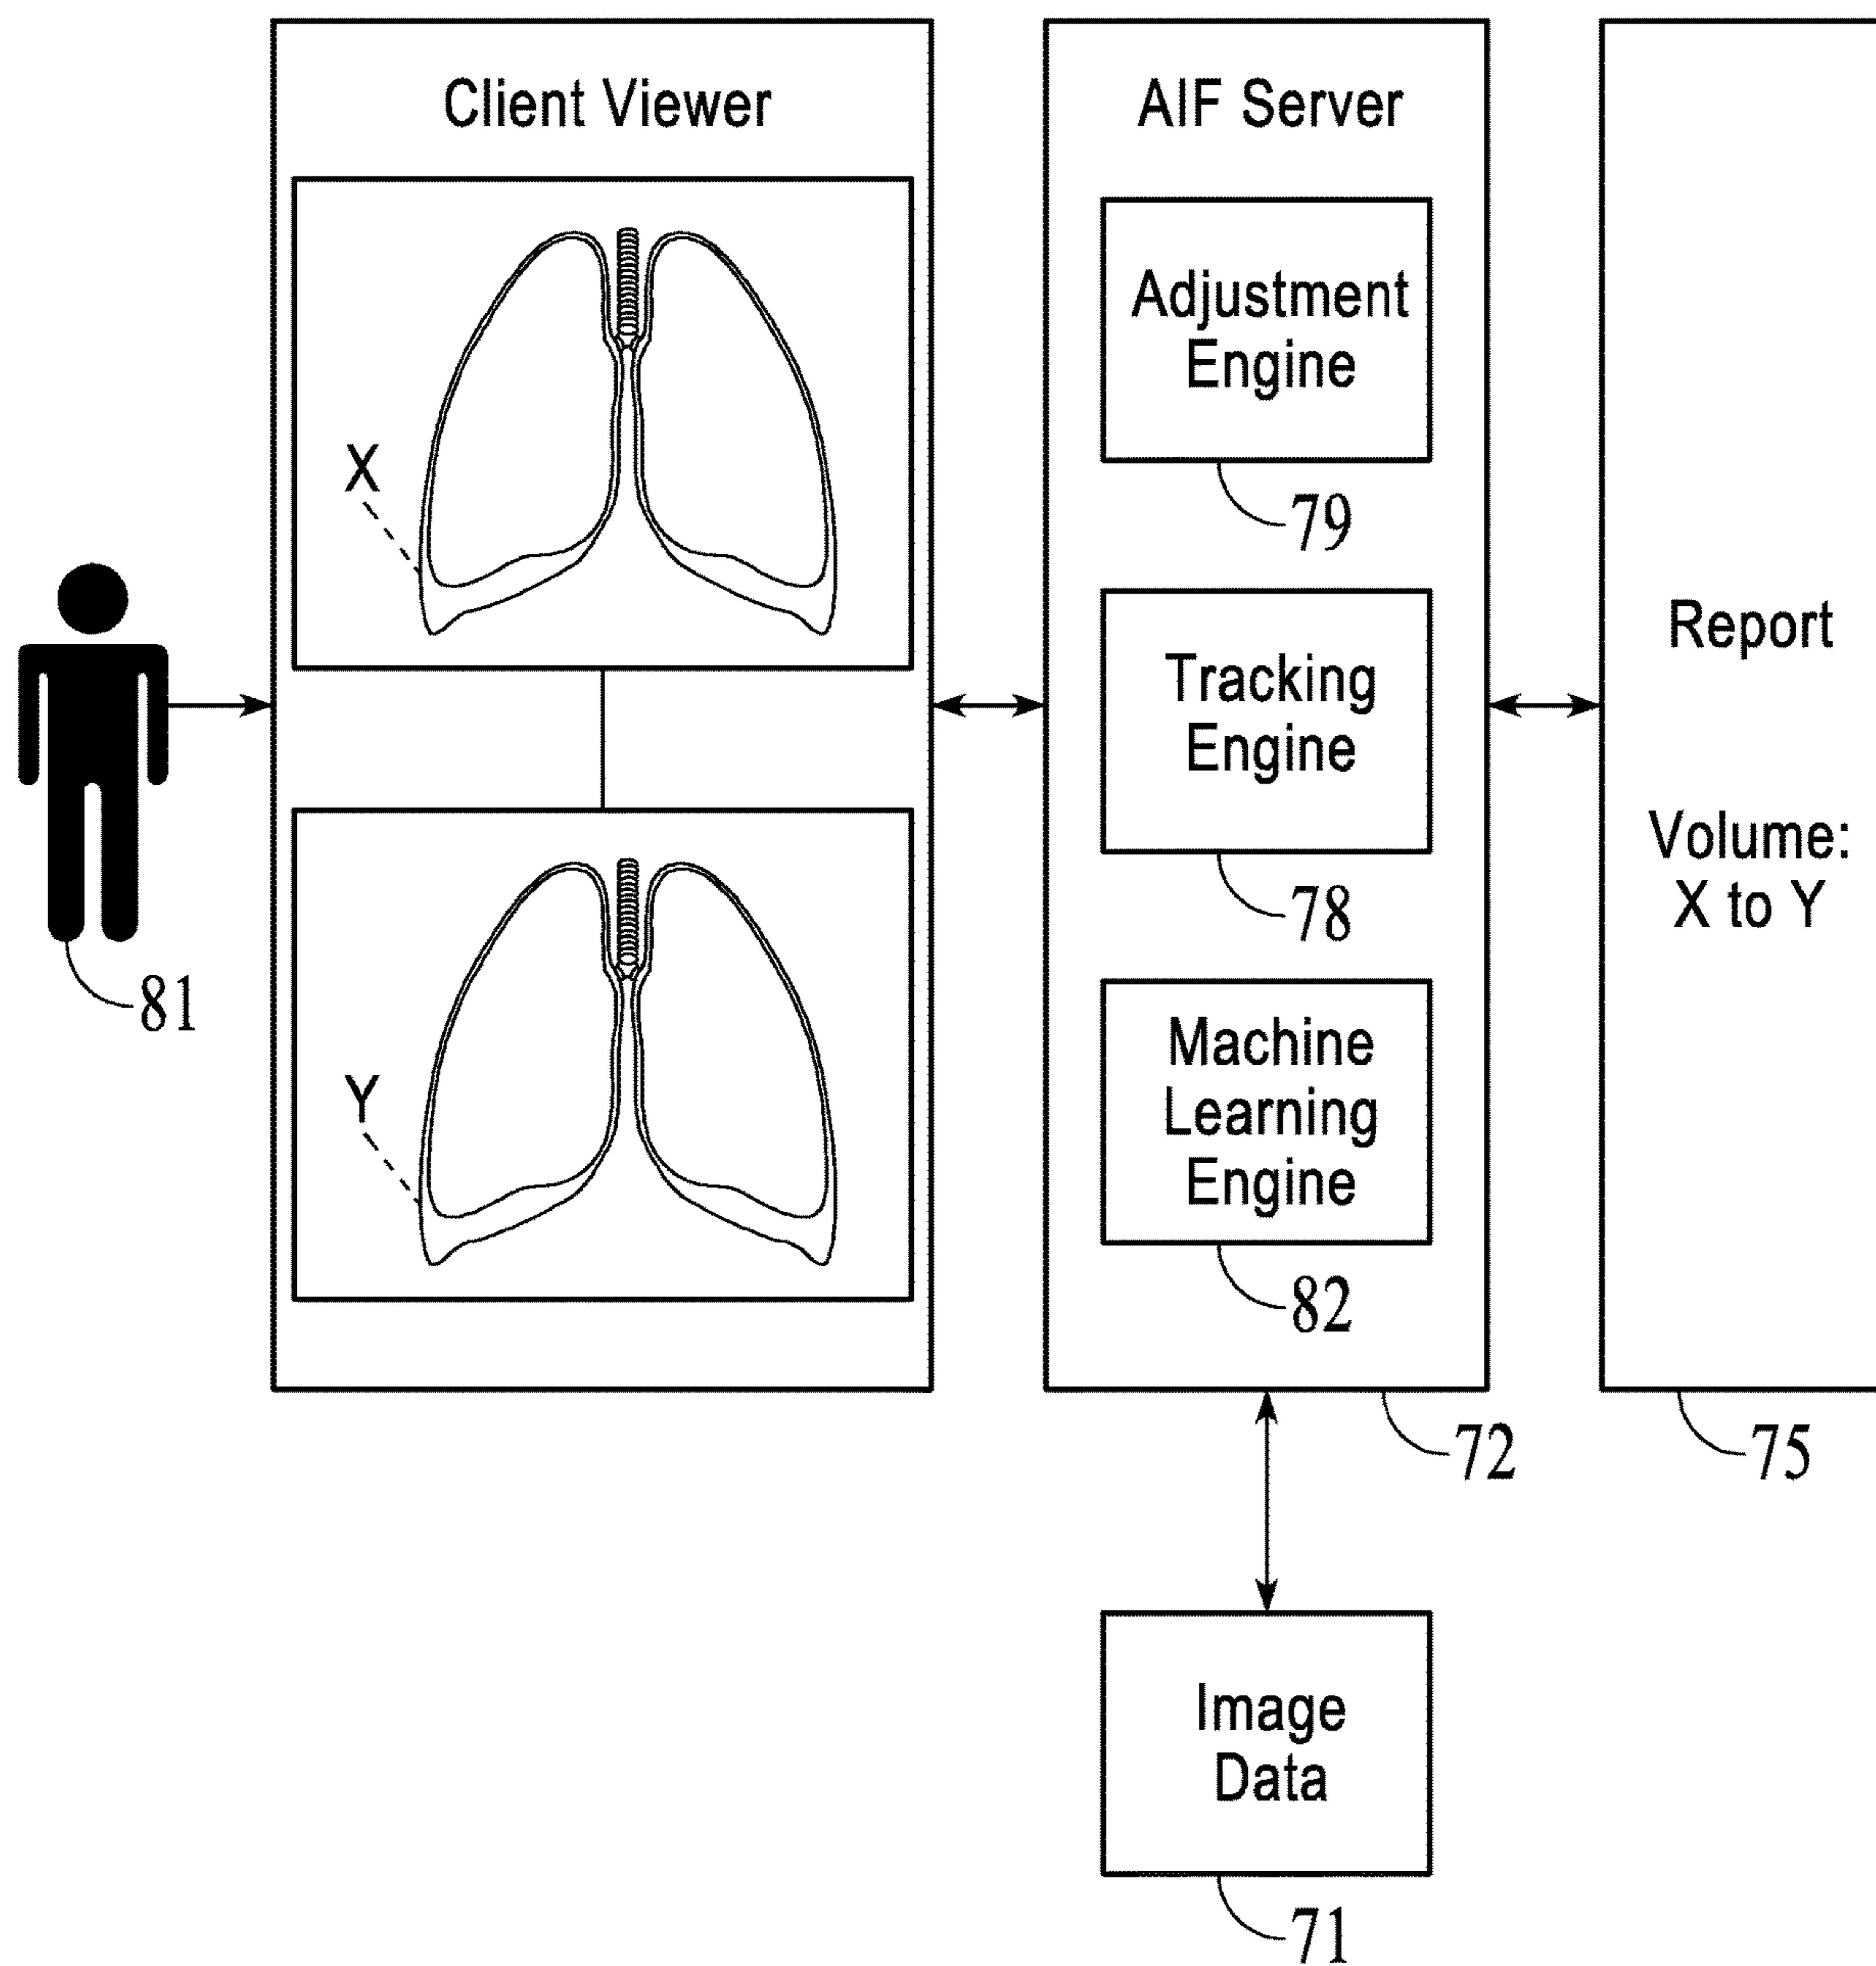 Client Viewer
X
Y
81
AIF Server
Adjustment
Engine
79
Tracking
Engine
78
Machine
Learning
Engine
82
72
Report
Volume:
X to Y
75
Image
Data
71